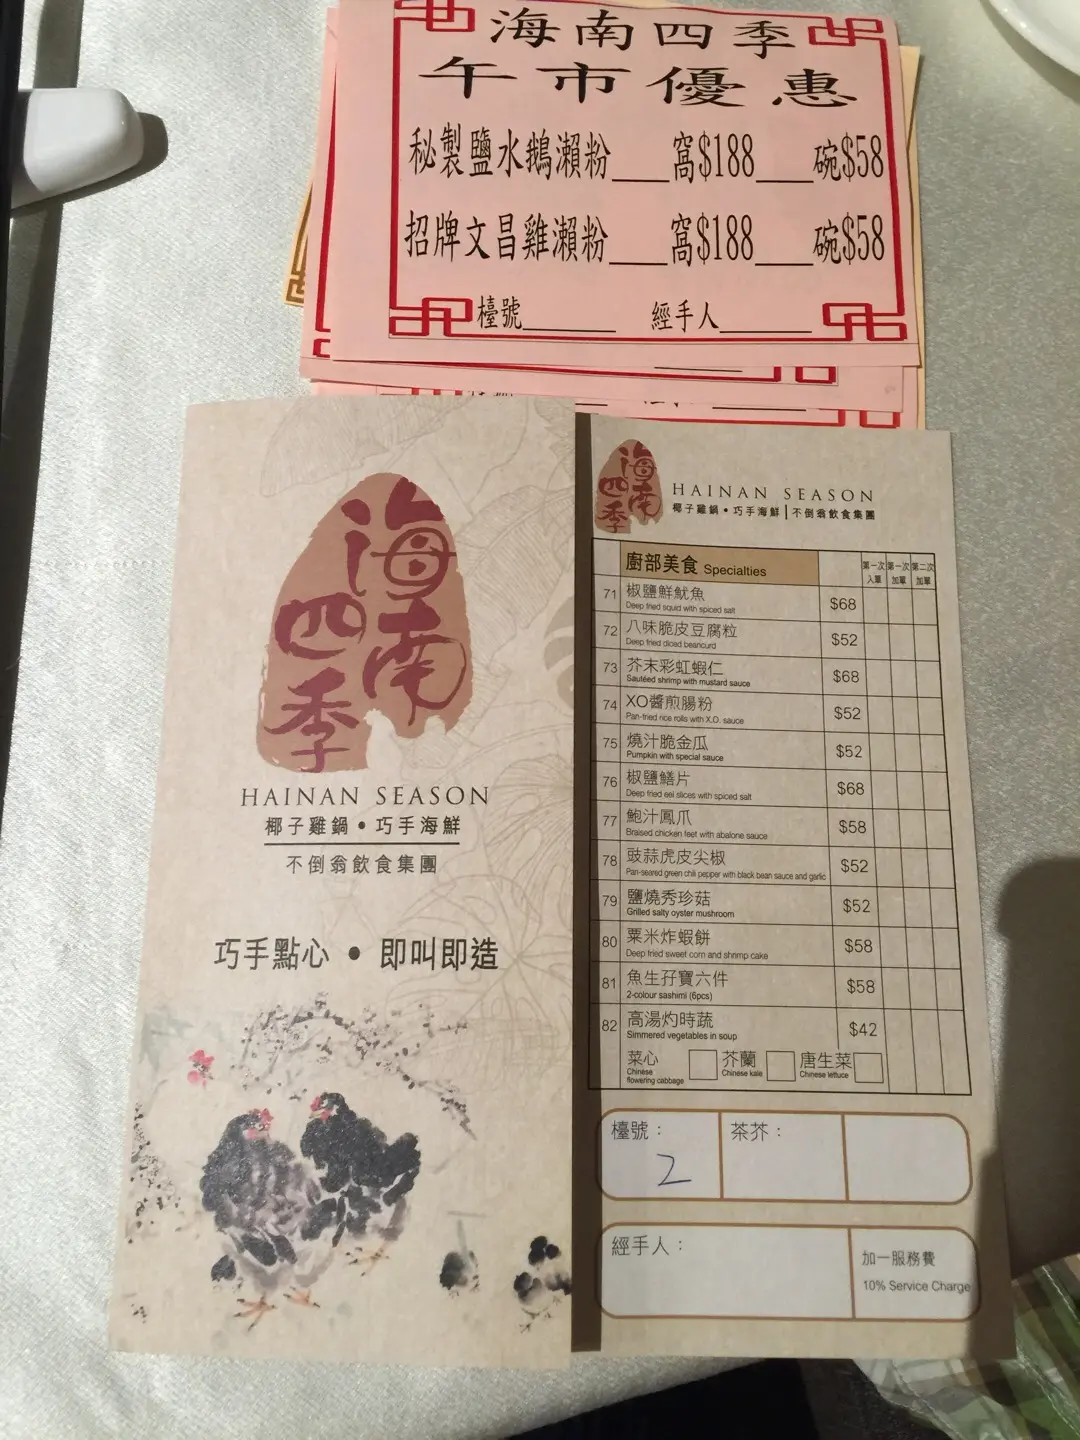 海南四季
午市優惠
秘製鹽水鵝瀨粉____窩$188____碗$58
招牌文昌雞瀨粉____窩$188____碗$58
檯號________ 經手人________
海南四季
HAINAN SEASON
椰子雞鍋•巧手海鮮
不倒翁飲食集團
巧手點心 • 即叫即造
海南四季
HAINAN SEASON
椰子雞鍋•巧手海鮮|不倒翁飲食集團
廚部美食 Specialties 第一次入單 第一次加單 第二次加單
71 椒鹽鮮魷魚 $68
Deep fried squid with spiced salt
72 八味脆皮豆腐粒 $52
Deep fried diced beancurd
73 芥末彩虹蝦仁 $68
Sautéed shrimp with mustard sauce
74 XO醬煎腸粉 $52
Pan-fried rice rolls with X.O. sauce
75 燒汁脆金瓜 $52
Pumpkin with special sauce
76 椒鹽鱔片 $68
Deep fried eel slices with spiced salt
77 鮑汁鳳爪 $58
Braised chicken feet with abalone sauce
78 豉蒜虎皮尖椒 $52
Pan-seared green chili pepper with black bean sauce and garlic
79 鹽燒秀珍菇 $52
Grilled salty oyster mushroom
80 粟米炸蝦餅 $58
Deep fried sweet corn and shrimp cake
81 魚生孖寶六件 $58
2-colour sashimi (6pcs)
82 高湯灼時蔬 $42
Simmered vegetables in soup
菜心 芥蘭 唐生菜
Chinese flowering cabbage Chinese kale Chinese lettuce
檯號： 2 茶芥：
經手人： 加一服務費
10% Service Charge